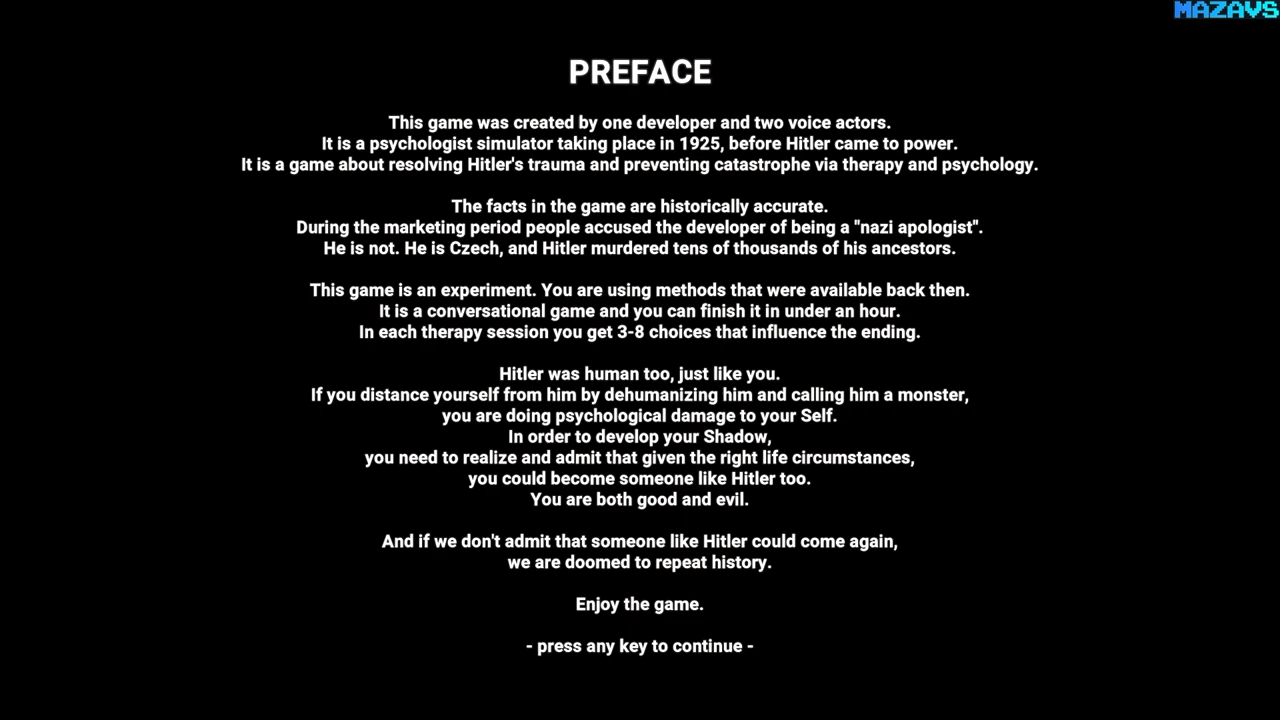 MAZAVS
PREFACE
This game was created by one developer and two voice actors.
It is a psychologist simulator taking place in 1925, before Hitler came to power.
It is a game about resolving Hitler's trauma and preventing catastrophe via therapy and psychology.
The facts in the game are historically accurate.
During the marketing period people accused the developer of being a "nazi apologist".
He is not. He is Czech, and Hitler murdered tens of thousands of his ancestors.
This game is an experiment. You are using methods that were available back then.
It is a conversational game and you can finish it in under an hour.
In each therapy session you get 3-8 choices that influence the ending.
Hitler was human too, just like you.
If you distance yourself from him by dehumanizing him and calling him a monster,
you are doing psychological damage to your Self.
In order to develop your Shadow,
you need to realize and admit that given the right life circumstances,
you could become someone like Hitler too.
You are both good and evil.
And if we don't admit that someone like Hitler could come again,
we are doomed to repeat history.
Enjoy the game.
- press any key to continue -